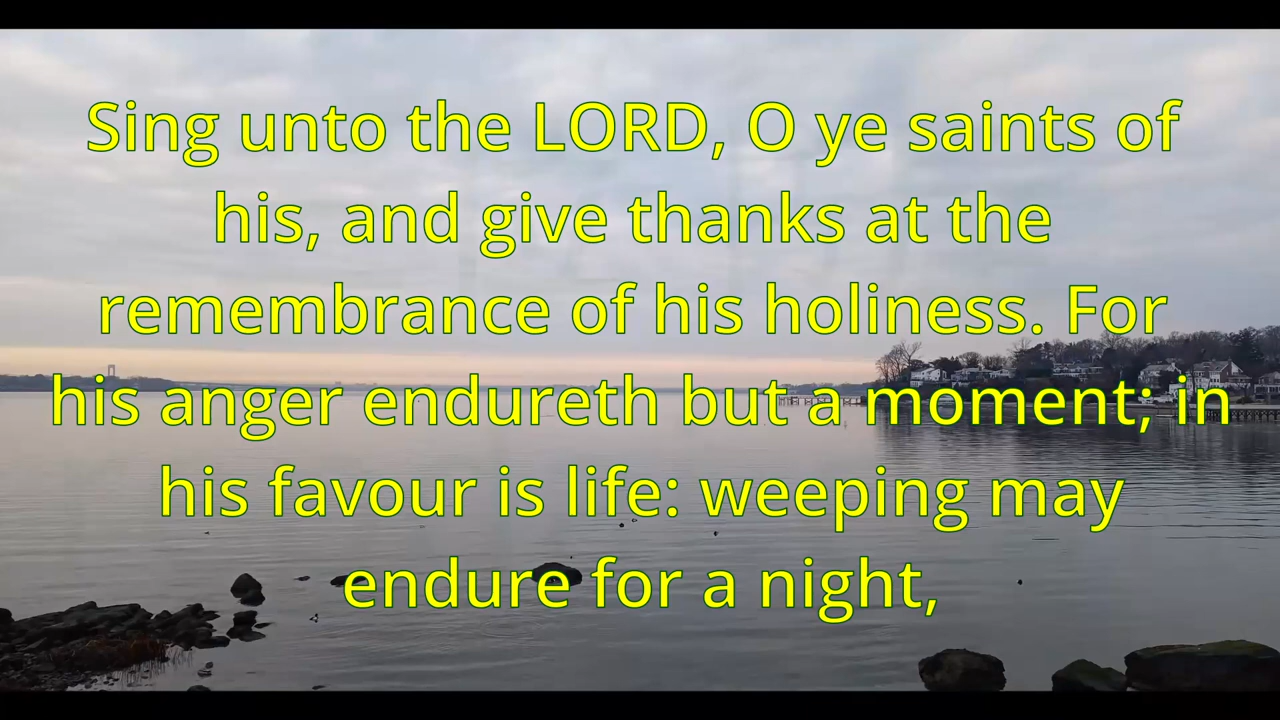 Sing unto the LORD, O ye saints of
his, and give thanks at the
remembrance of his holiness. For
his anger endureth but a moment; in
his favour is life: weeping may
endure for a night,